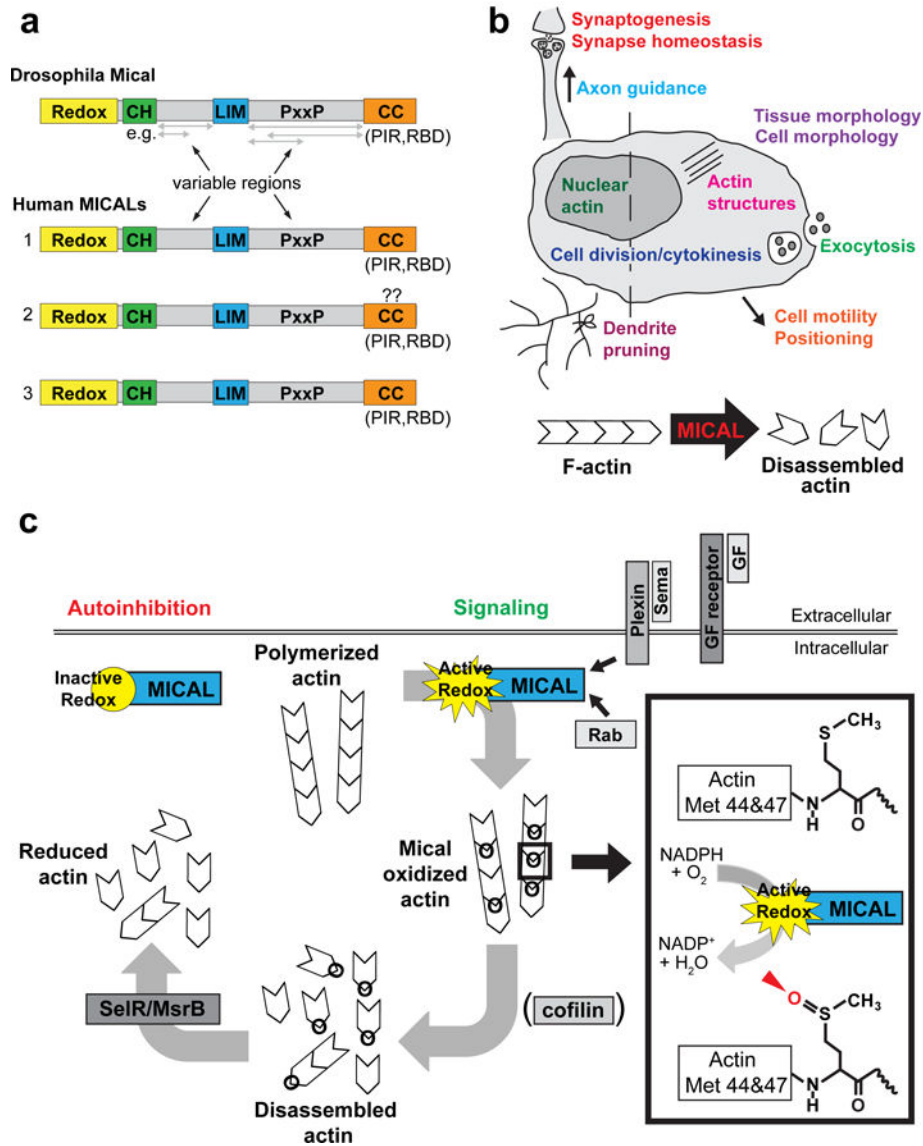 a
Drosophila Mical
Redox CH LIM PxxP CC
e.g. (PIR,RBD)
variable regions
Human MICALs
1 Redox CH LIM PxxP CC
(PIR,RBD)
??
2 Redox CH LIM PxxP CC
(PIR,RBD)
3 Redox CH LIM PxxP CC
(PIR,RBD)
b
Synaptogenesis
Synapse homeostasis
Axon guidance
Tissue morphology
Cell morphology
Nuclear
actin
Actin
structures
Cell division/cytokinesis
Exocytosis
Dendrite
pruning
Cell motility
Positioning
MICAL
F-actin
Disassembled
actin
c
Autoinhibition
Signaling
Plexin
Sema
GF receptor
GF
Extracellular
Intracellular
Inactive
Redox
MICAL
Polymerized
actin
Active
Redox
MICAL
Rab
Reduced
actin
Mical
oxidized
actin
SelR/MsrB
(cofilin)
Disassembled
actin
S CH3
Actin
Met 44&47
N
H
O
NADPH
+ O2
Active
Redox
MICAL
NADP+
+ H2O
O S CH3
Actin
Met 44&47
N
H
O